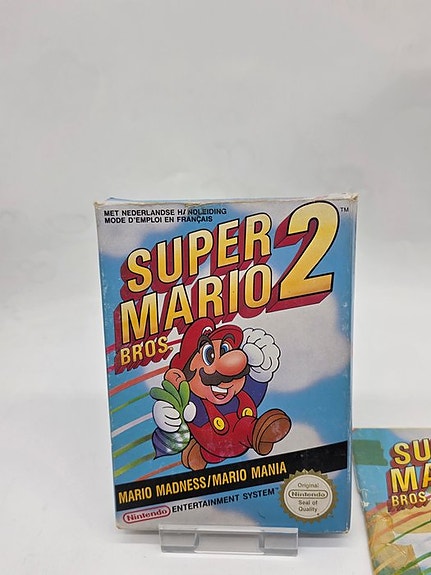 MET NEDERLANDSE HANDLEIDING
MODE D'EMPLOI EN FRANÇAIS
SUPER
MARIO 2 ™
BROS
MARIO MADNESS/MARIO MANIA
Nintendo ENTERTAINMENT SYSTEM™
Original
Nintendo
Seal of
Quality
SU
MA
BROS